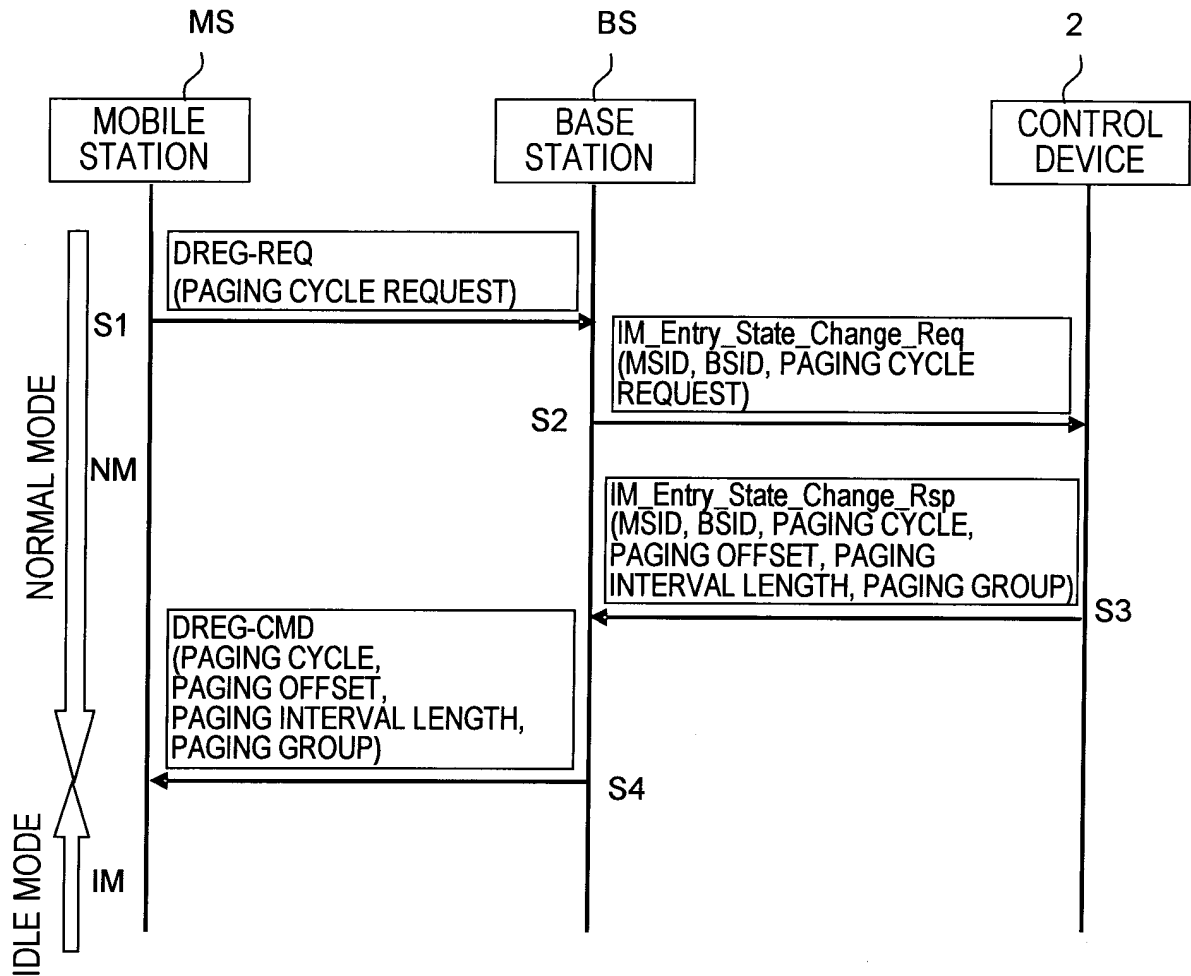 MS
BS
2
MOBILE
STATION
BASE
STATION
CONTROL
DEVICE
DREG-REQ
(PAGING CYCLE REQUEST)
S1
IM_Entry_State_Change_Req
(MSID, BSID, PAGING CYCLE
REQUEST)
S2
NORMAL MODE
NM
IM_Entry_State_Change_Rsp
(MSID, BSID, PAGING CYCLE,
PAGING OFFSET, PAGING
INTERVAL LENGTH, PAGING GROUP)
S3
DREG-CMD
(PAGING CYCLE,
PAGING OFFSET,
PAGING INTERVAL LENGTH,
PAGING GROUP)
S4
IDLE MODE
IM